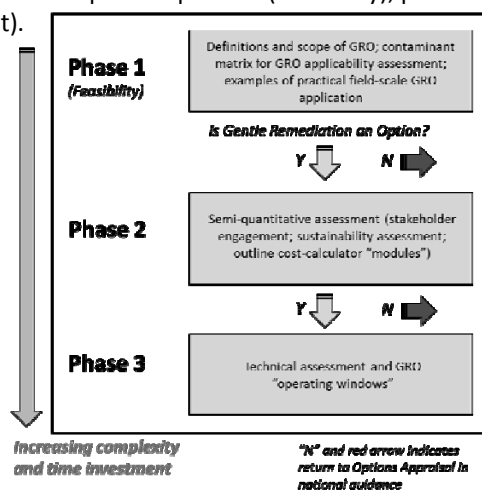 t).
Phase 1
(Feasibility)
Definitions and scope of GRO; contaminant
matrix for GRO applicability assessment;
examples of practical field-scale GRO
application
Is Gentle Remediation an Option?
Y N
Phase 2
Semi-quantitative assessment (stakeholder
engagement; sustainability assessment;
outline cost-calculator "modules")
Y N
Phase 3
Technical assessment and GRO
"operating windows"
Increasing complexity
and time investment
"N" and red arrow indicates
return to Options Appraisal in
national guidance